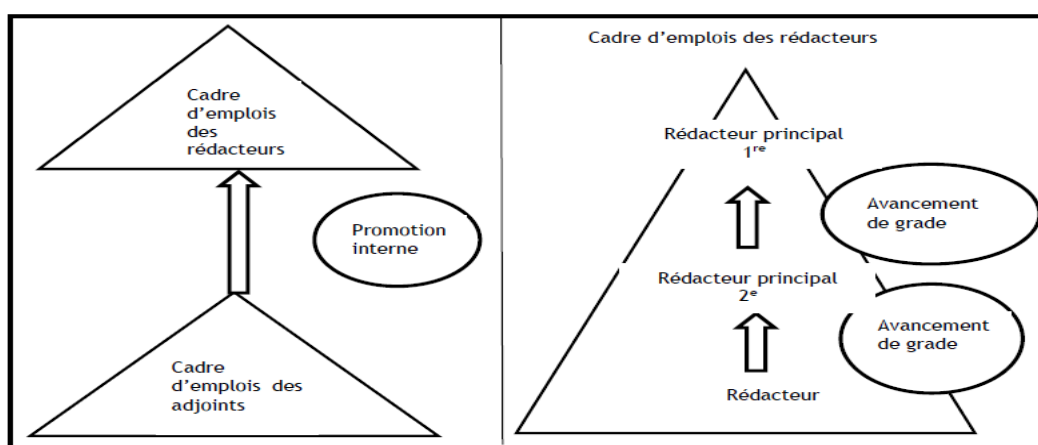 Cadre
d'emplois
des
rédacteurs
Promotion
interne
Cadre
d'emplois des
adjoints
Cadre d'emplois des rédacteurs
Rédacteur principal
1re
Avancement
de grade
Rédacteur principal
2e
Avancement
de grade
Rédacteur